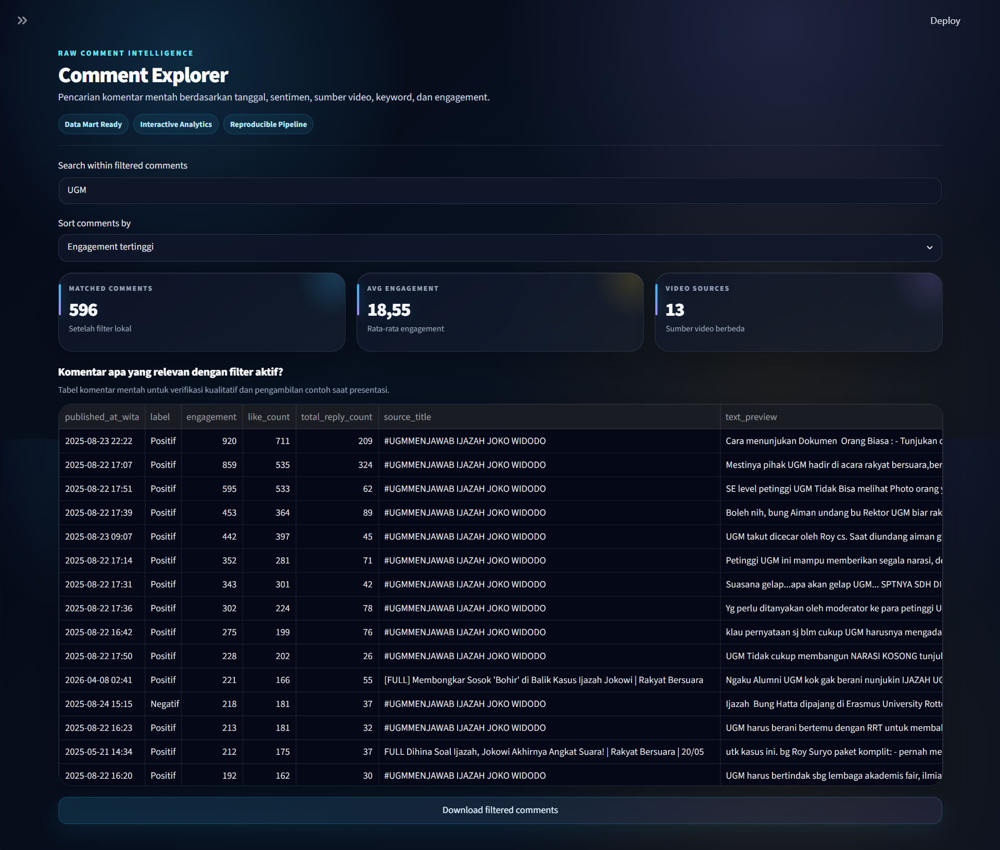 Deploy
RAW COMMENT INTELLIGENCE
Comment Explorer
Pencarian komentar mentah berdasarkan tanggal, sentimen, sumber video, keyword, dan engagement.
Data Mart Ready Interactive Analytics Reproducible Pipeline
Search within filtered comments
UGM
Sort comments by
Engagement tertinggi
MATCHED COMMENTS
596
Setelah filter lokal
AVG ENGAGEMENT
18,55
Rata-rata engagement
VIDEO SOURCES
13
Sumber video berbeda
Komentar apa yang relevan dengan filter aktif?
Tabel komentar mentah untuk verifikasi kualitatif dan pengambilan contoh saat presentasi.
published_at_wita label engagement like_count total_reply_count source_title text_preview
2025-08-23 22:22 Positif 920 711 209 #UGMMENJAWAB IJAZAH JOKO WIDODO Cara menunjukan Dokumen Orang Biasa : - Tunjukan
2025-08-22 17:07 Positif 859 535 324 #UGMMENJAWAB IJAZAH JOKO WIDODO Mestinya pihak UGM hadir di acara rakyat bersuara,ber
2025-08-22 17:51 Positif 595 533 62 #UGMMENJAWAB IJAZAH JOKO WIDODO SE level petinggi UGM Tidak Bisa melihat Photo orang
2025-08-22 17:39 Positif 453 364 89 #UGMMENJAWAB IJAZAH JOKO WIDODO Boleh nih, bung Aiman undang bu Rektor UGM biar rak
2025-08-23 09:07 Positif 442 397 45 #UGMMENJAWAB IJAZAH JOKO WIDODO UGM takut dicecar oleh Roy cs. Saat diundang aiman g
2025-08-22 17:14 Positif 352 281 71 #UGMMENJAWAB IJAZAH JOKO WIDODO Petinggi UGM ini mampu memberikan segala narasi, de
2025-08-22 17:31 Positif 343 301 42 #UGMMENJAWAB IJAZAH JOKO WIDODO Suasana gelap...apa akan gelap UGM... SPTNYA SDH DI
2025-08-22 17:36 Positif 302 224 78 #UGMMENJAWAB IJAZAH JOKO WIDODO Yg perlu ditanyakan oleh moderator ke para petinggi U
2025-08-22 16:42 Positif 275 199 76 #UGMMENJAWAB IJAZAH JOKO WIDODO klau pernyataan sj blm cukup UGM harusnya mengada
2025-08-22 17:50 Positif 228 202 26 #UGMMENJAWAB IJAZAH JOKO WIDODO UGM Tidak cukup membangun NARASI KOSONG tunjul
2026-04-08 02:41 Positif 221 166 55 [FULL] Membongkar Sosok 'Bohir' di Balik Kasus Ijazah Jokowi | Rakyat Bersuara Ngaku Alumni UGM kok gak berani nunjukin IJAZAH UG
2025-08-24 15:15 Negatif 218 181 37 #UGMMENJAWAB IJAZAH JOKO WIDODO Ijazah Bung Hatta dipajang di Erasmus University Rott
2025-08-22 16:23 Positif 213 181 32 #UGMMENJAWAB IJAZAH JOKO WIDODO UGM harus berani bertemu dengan RRT untuk membal
2025-05-21 14:34 Positif 212 175 37 FULL Dihina Soal Ijazah, Jokowi Akhirnya Angkat Suara! | Rakyat Bersuara | 20/05 utk kasus ini. bg Roy Suryo paket komplit: - pernah me
2025-08-22 16:20 Positif 192 162 30 #UGMMENJAWAB IJAZAH JOKO WIDODO UGM harus bertindak sbg lembaga akademis fair, ilmia
Download filtered comments